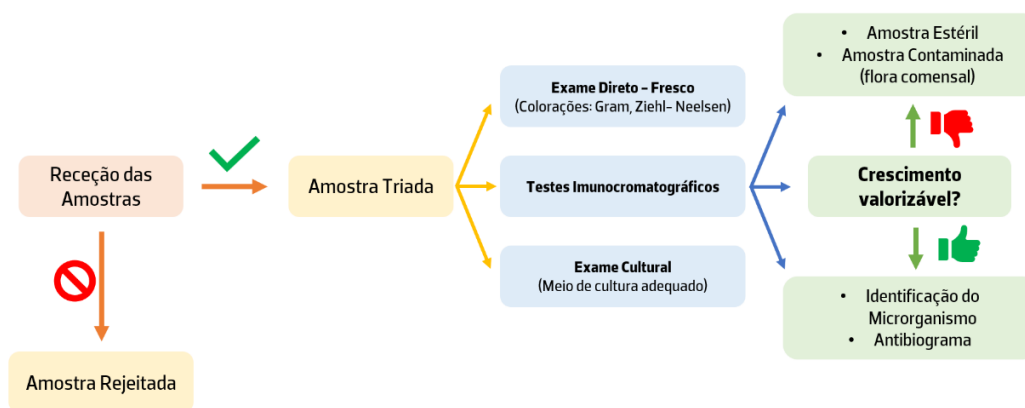 Receção das
Amostras
Amostra Rejeitada
Amostra Triada
Exame Direto – Fresco
(Colorações: Gram, Ziehl– Neelsen)
Testes Imunocromatográficos
Exame Cultural
(Meio de cultura adequado)
• Amostra Estéril
• Amostra Contaminada
(flora comensal)
Crescimento
valorizável?
• Identificação do
Microrganismo
• Antibiograma